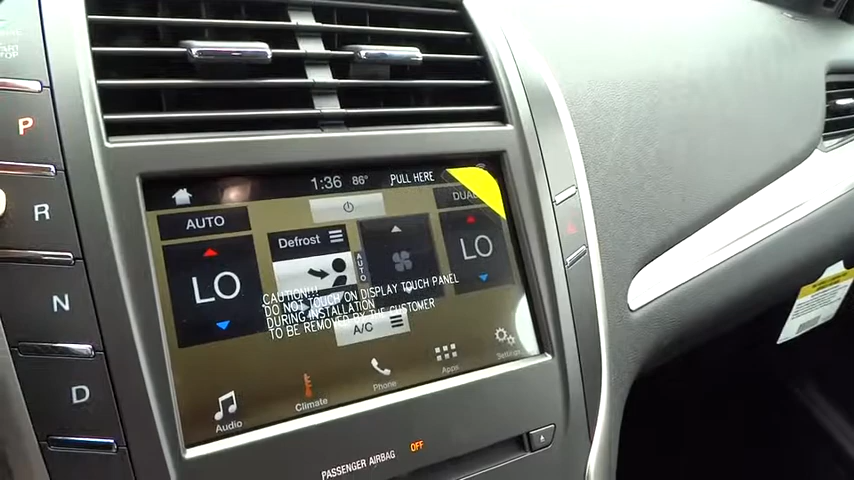 1:36 86° PULL HERE
P
AUTO
DUAL
R
Defrost
LO
AUTO
LO
N
CAUTION!!!
DO NOT TOUCH ON DISPLAY TOUCH PANEL
DURING INSTALLATION
TO BE REMOVED BY THE CUSTOMER
A/C
D
Audio
Climate
Phone
Apps
Settings
PASSENGER AIRBAG OFF